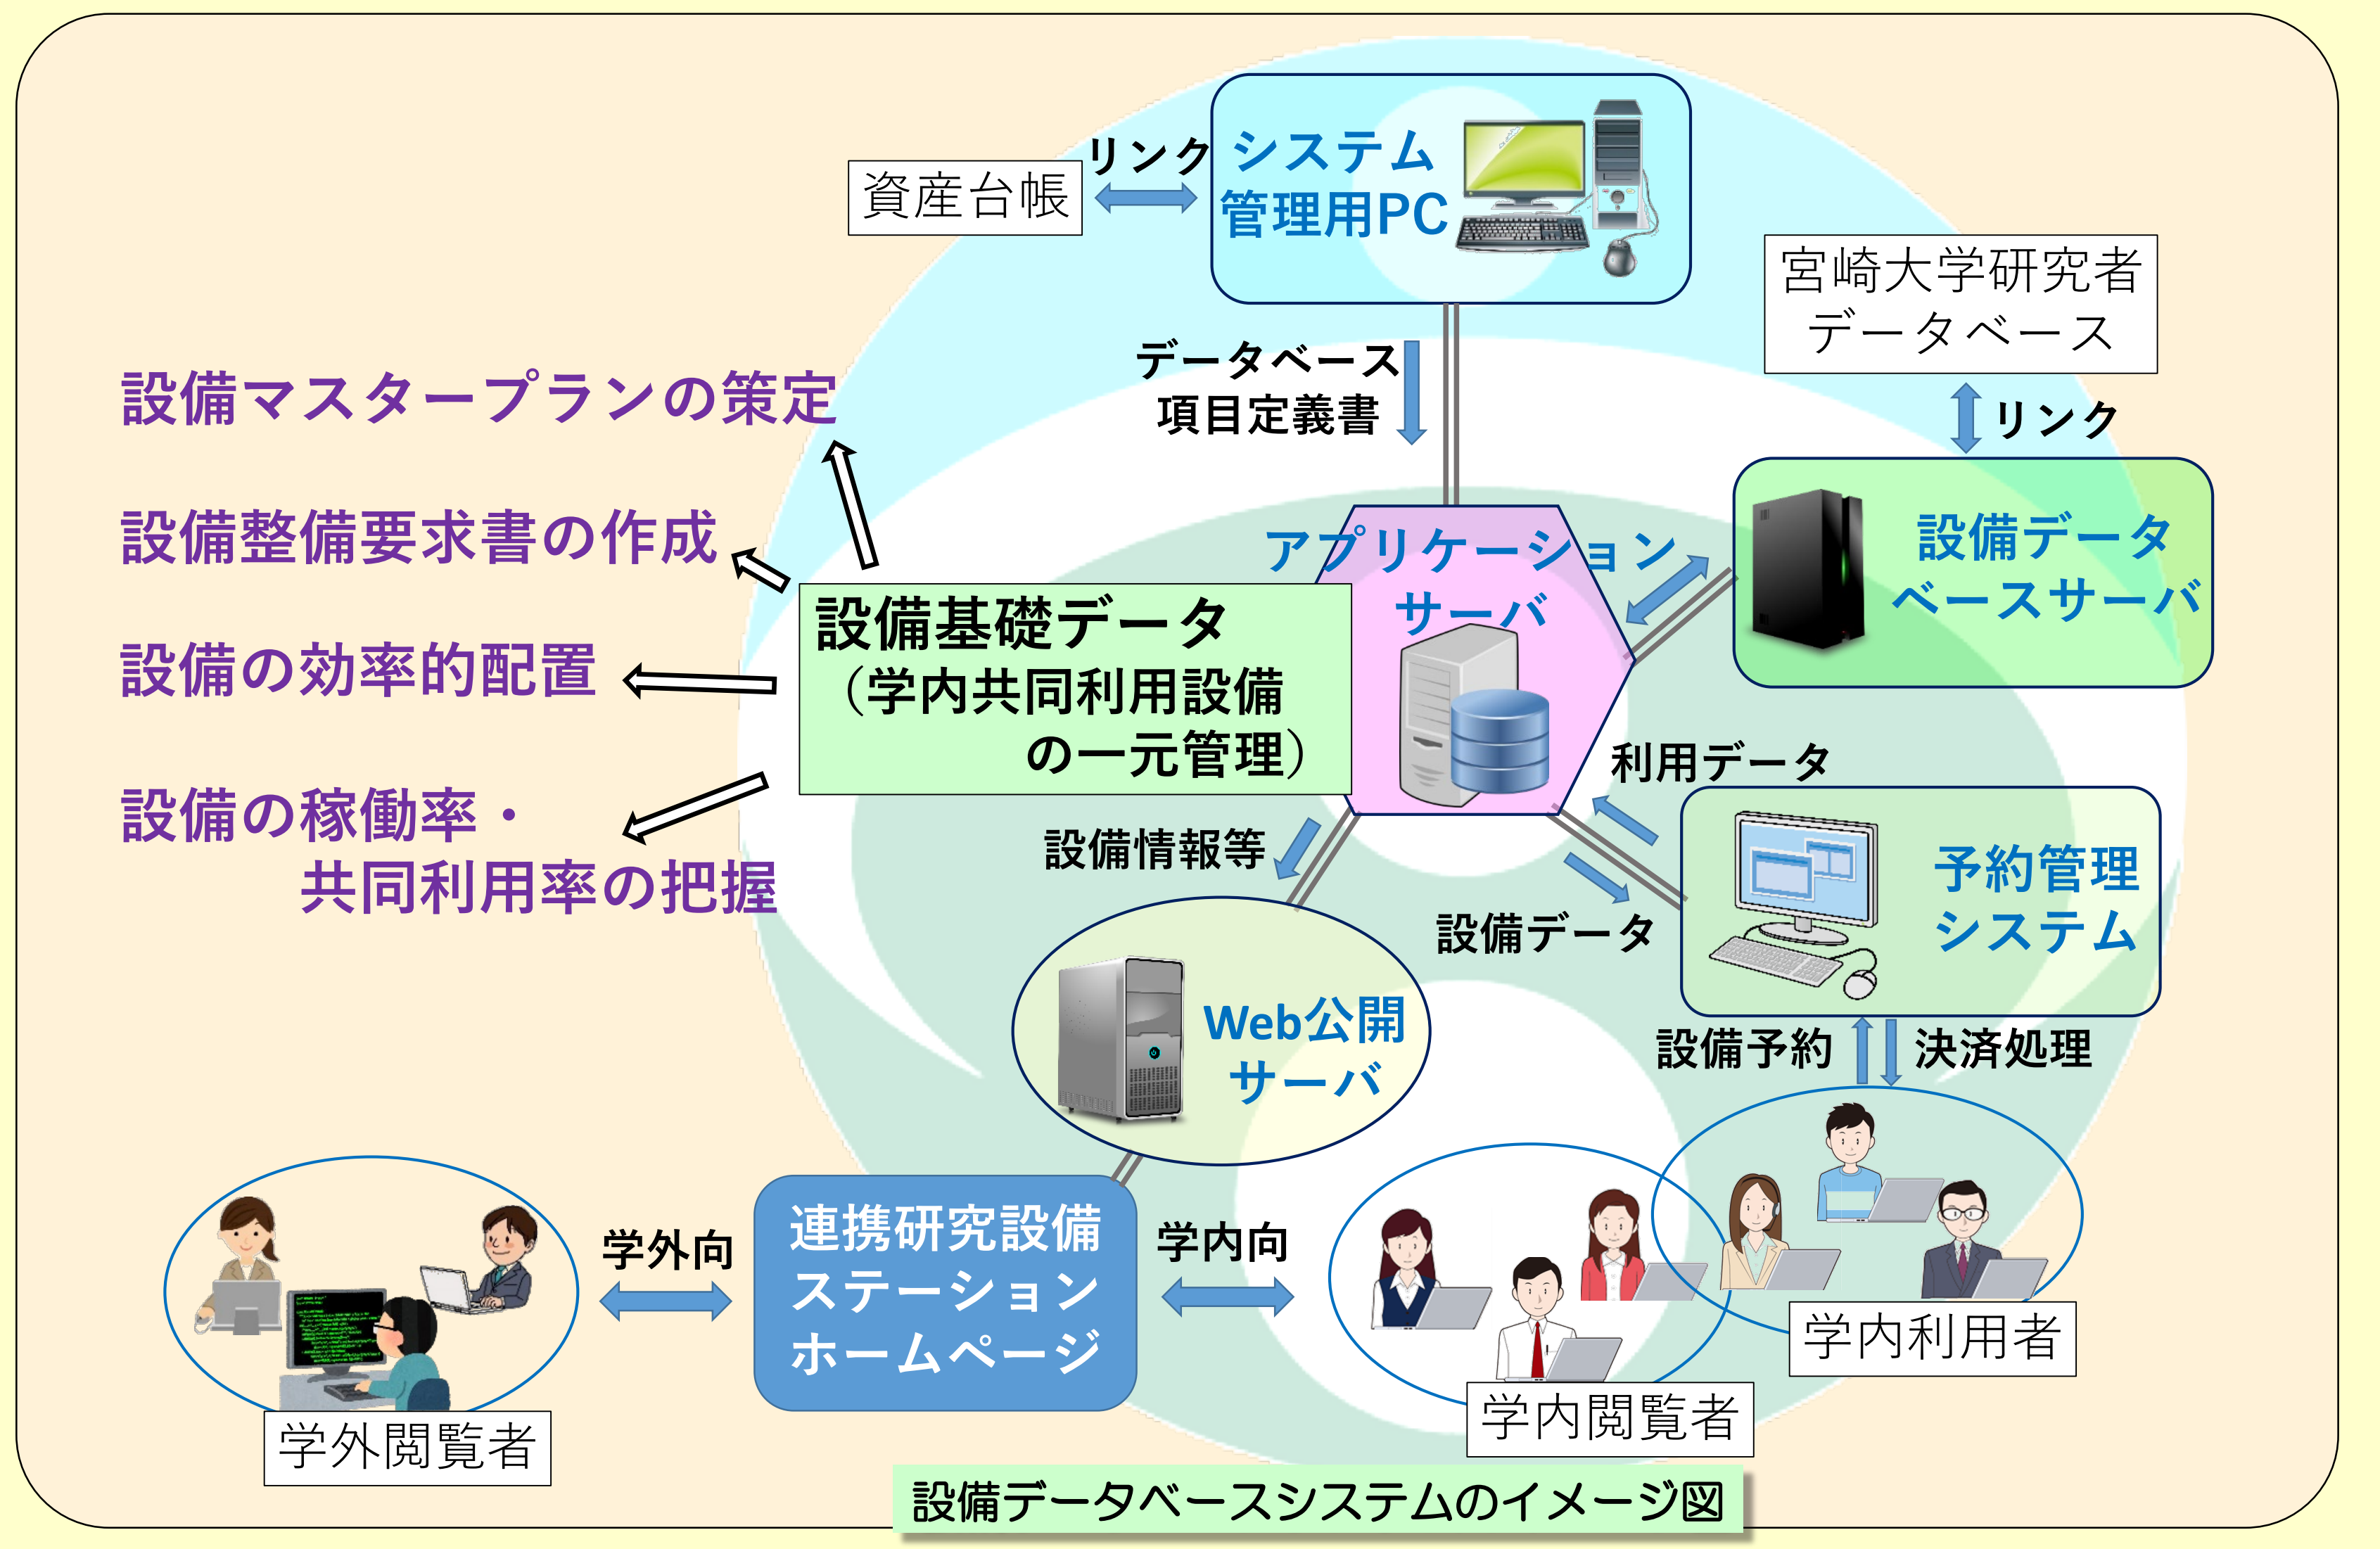 リンク
システム
管理用PC
資産台帳
宮崎大学研究者
データベース
データベース
項目定義書
リンク
設備マスタープランの策定
設備整備要求書の作成
設備の効率的配置
設備の稼働率・
共同利用率の把握
アプリケーション
サーバ
設備データ
ベースサーバ
設備基礎データ
（学内共同利用設備
の一元管理）
利用データ
設備情報等
設備データ
予約管理
システム
Web公開
サーバ
設備予約
決済処理
学外向
連携研究設備
ステーション
ホームページ
学内向
学内利用者
学内閲覧者
学外閲覧者
設備データベースシステムのイメージ図